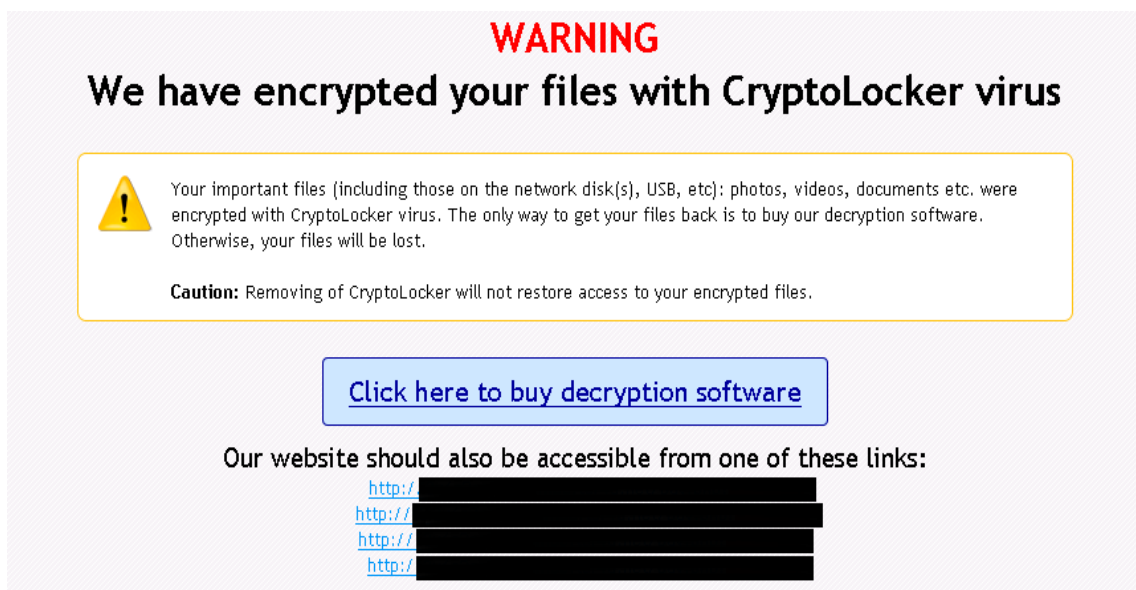 WARNING
We have encrypted your files with CryptoLocker virus
Your important files (including those on the network disk(s), USB, etc): photos, videos, documents etc. were
encrypted with CryptoLocker virus. The only way to get your files back is to buy our decryption software.
Otherwise, your files will be lost.
Caution: Removing of CryptoLocker will not restore access to your encrypted files.
Click here to buy decryption software
Our website should also be accessible from one of these links:
http:/
http://
http://
http:/